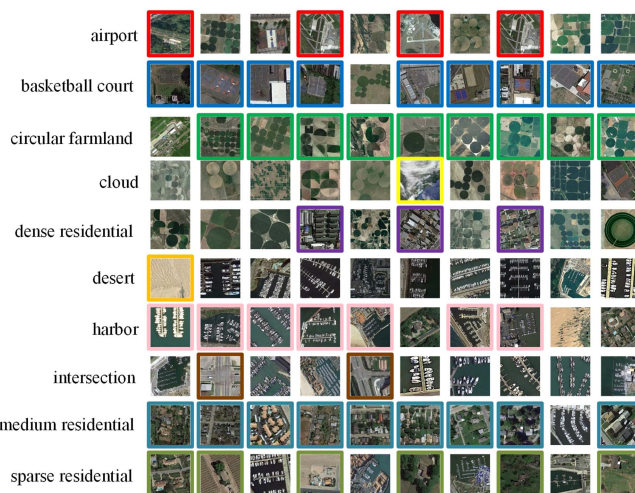 airport
basketball court
circular farmland
cloud
dense residential
desert
harbor
intersection
medium residential
sparse residential